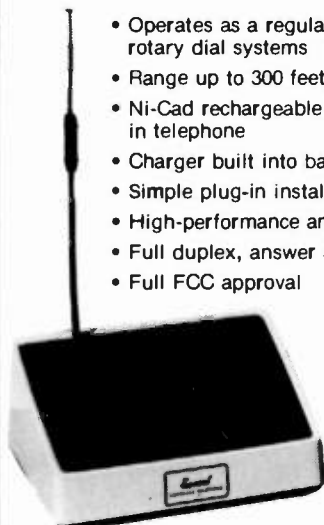 • Operates as a regula
rotary dial systems
• Range up to 300 feet
• Ni-Cad rechargeable
in telephone
• Charger built into ba
• Simple plug-in instal
• High-performance an
• Full duplex, answer
• Full FCC approval